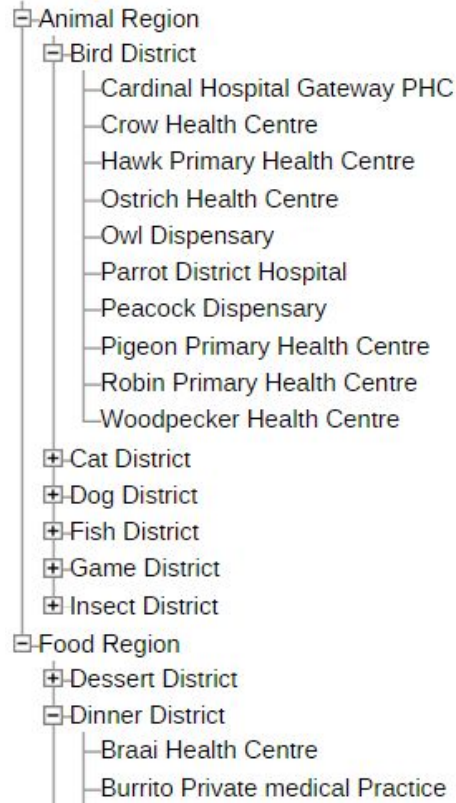 Animal Region
Bird District
Cardinal Hospital Gateway PHC
Crow Health Centre
Hawk Primary Health Centre
Ostrich Health Centre
Owl Dispensary
Parrot District Hospital
Peacock Dispensary
Pigeon Primary Health Centre
Robin Primary Health Centre
Woodpecker Health Centre
Cat District
Dog District
Fish District
Game District
Insect District
Food Region
Dessert District
Dinner District
Braai Health Centre
Burrito Private medical Practice